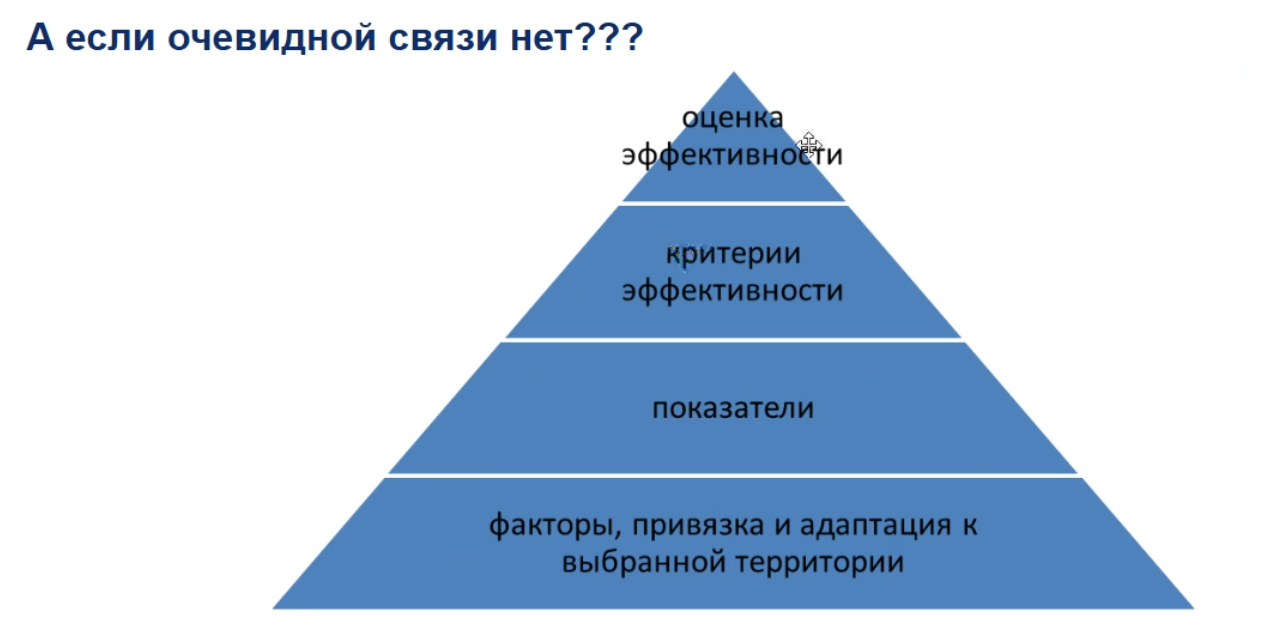 А если очевидной связи нет???
оценка
эффективности
критерии
эффективности
показатели
факторы, привязка и адаптация к
выбранной территории